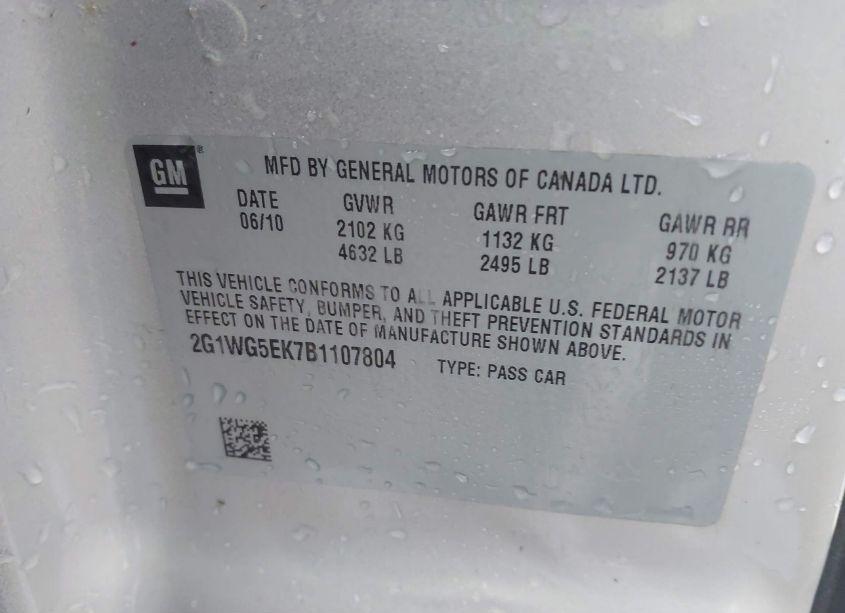 GM®
MFD BY GENERAL MOTORS OF CANADA LTD.
DATE GVWR GAWR FRT GAWR RR
06/10 2102 KG 1132 KG 970 KG
4632 LB 2495 LB 2137 LB
THIS VEHICLE CONFORMS TO ALL APPLICABLE U.S. FEDERAL MOTOR
VEHICLE SAFETY, BUMPER, AND THEFT PREVENTION STANDARDS IN
EFFECT ON THE DATE OF MANUFACTURE SHOWN ABOVE.
2G1WG5EK7B1107804 TYPE: PASS CAR